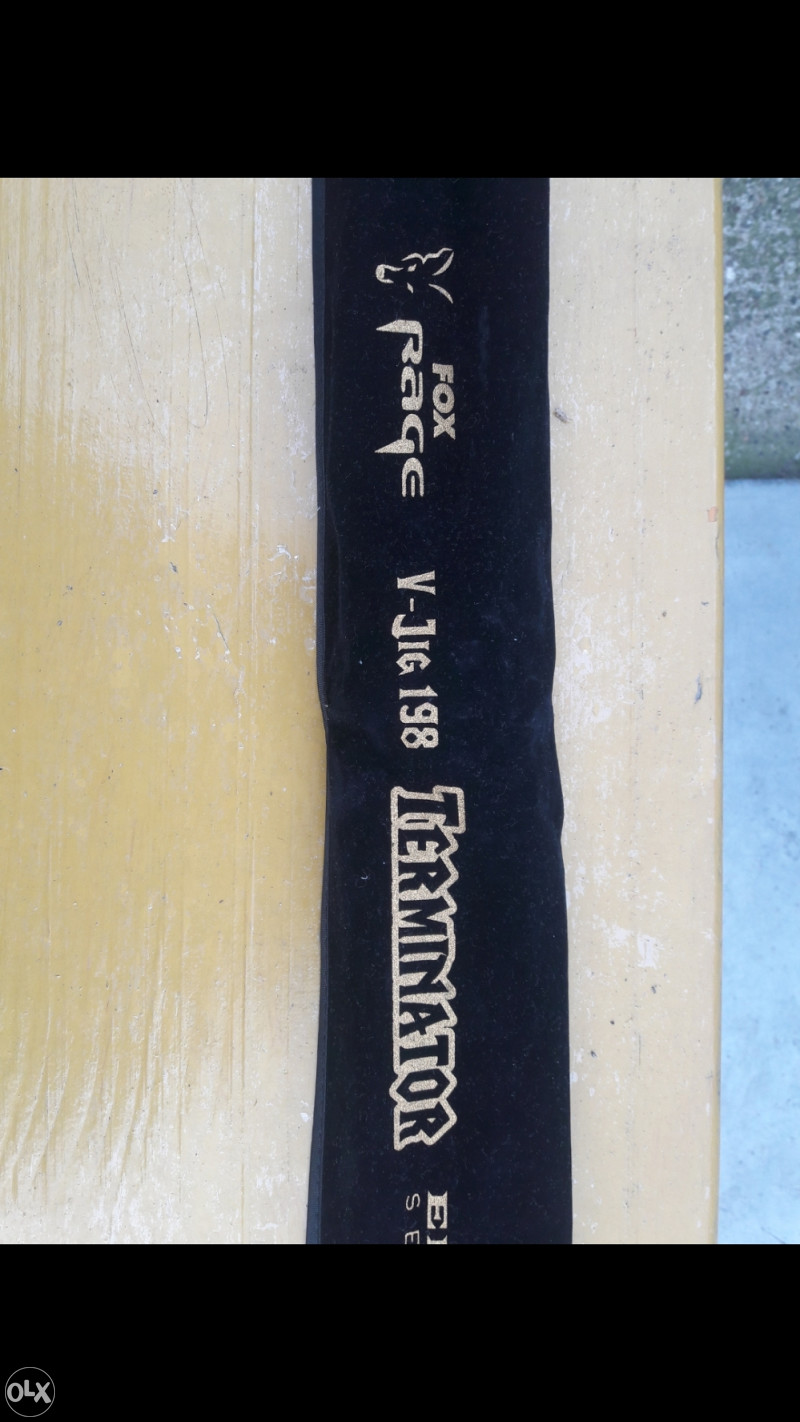 FOX
Rage
V-JIG 198
TERMINATOR
OLX